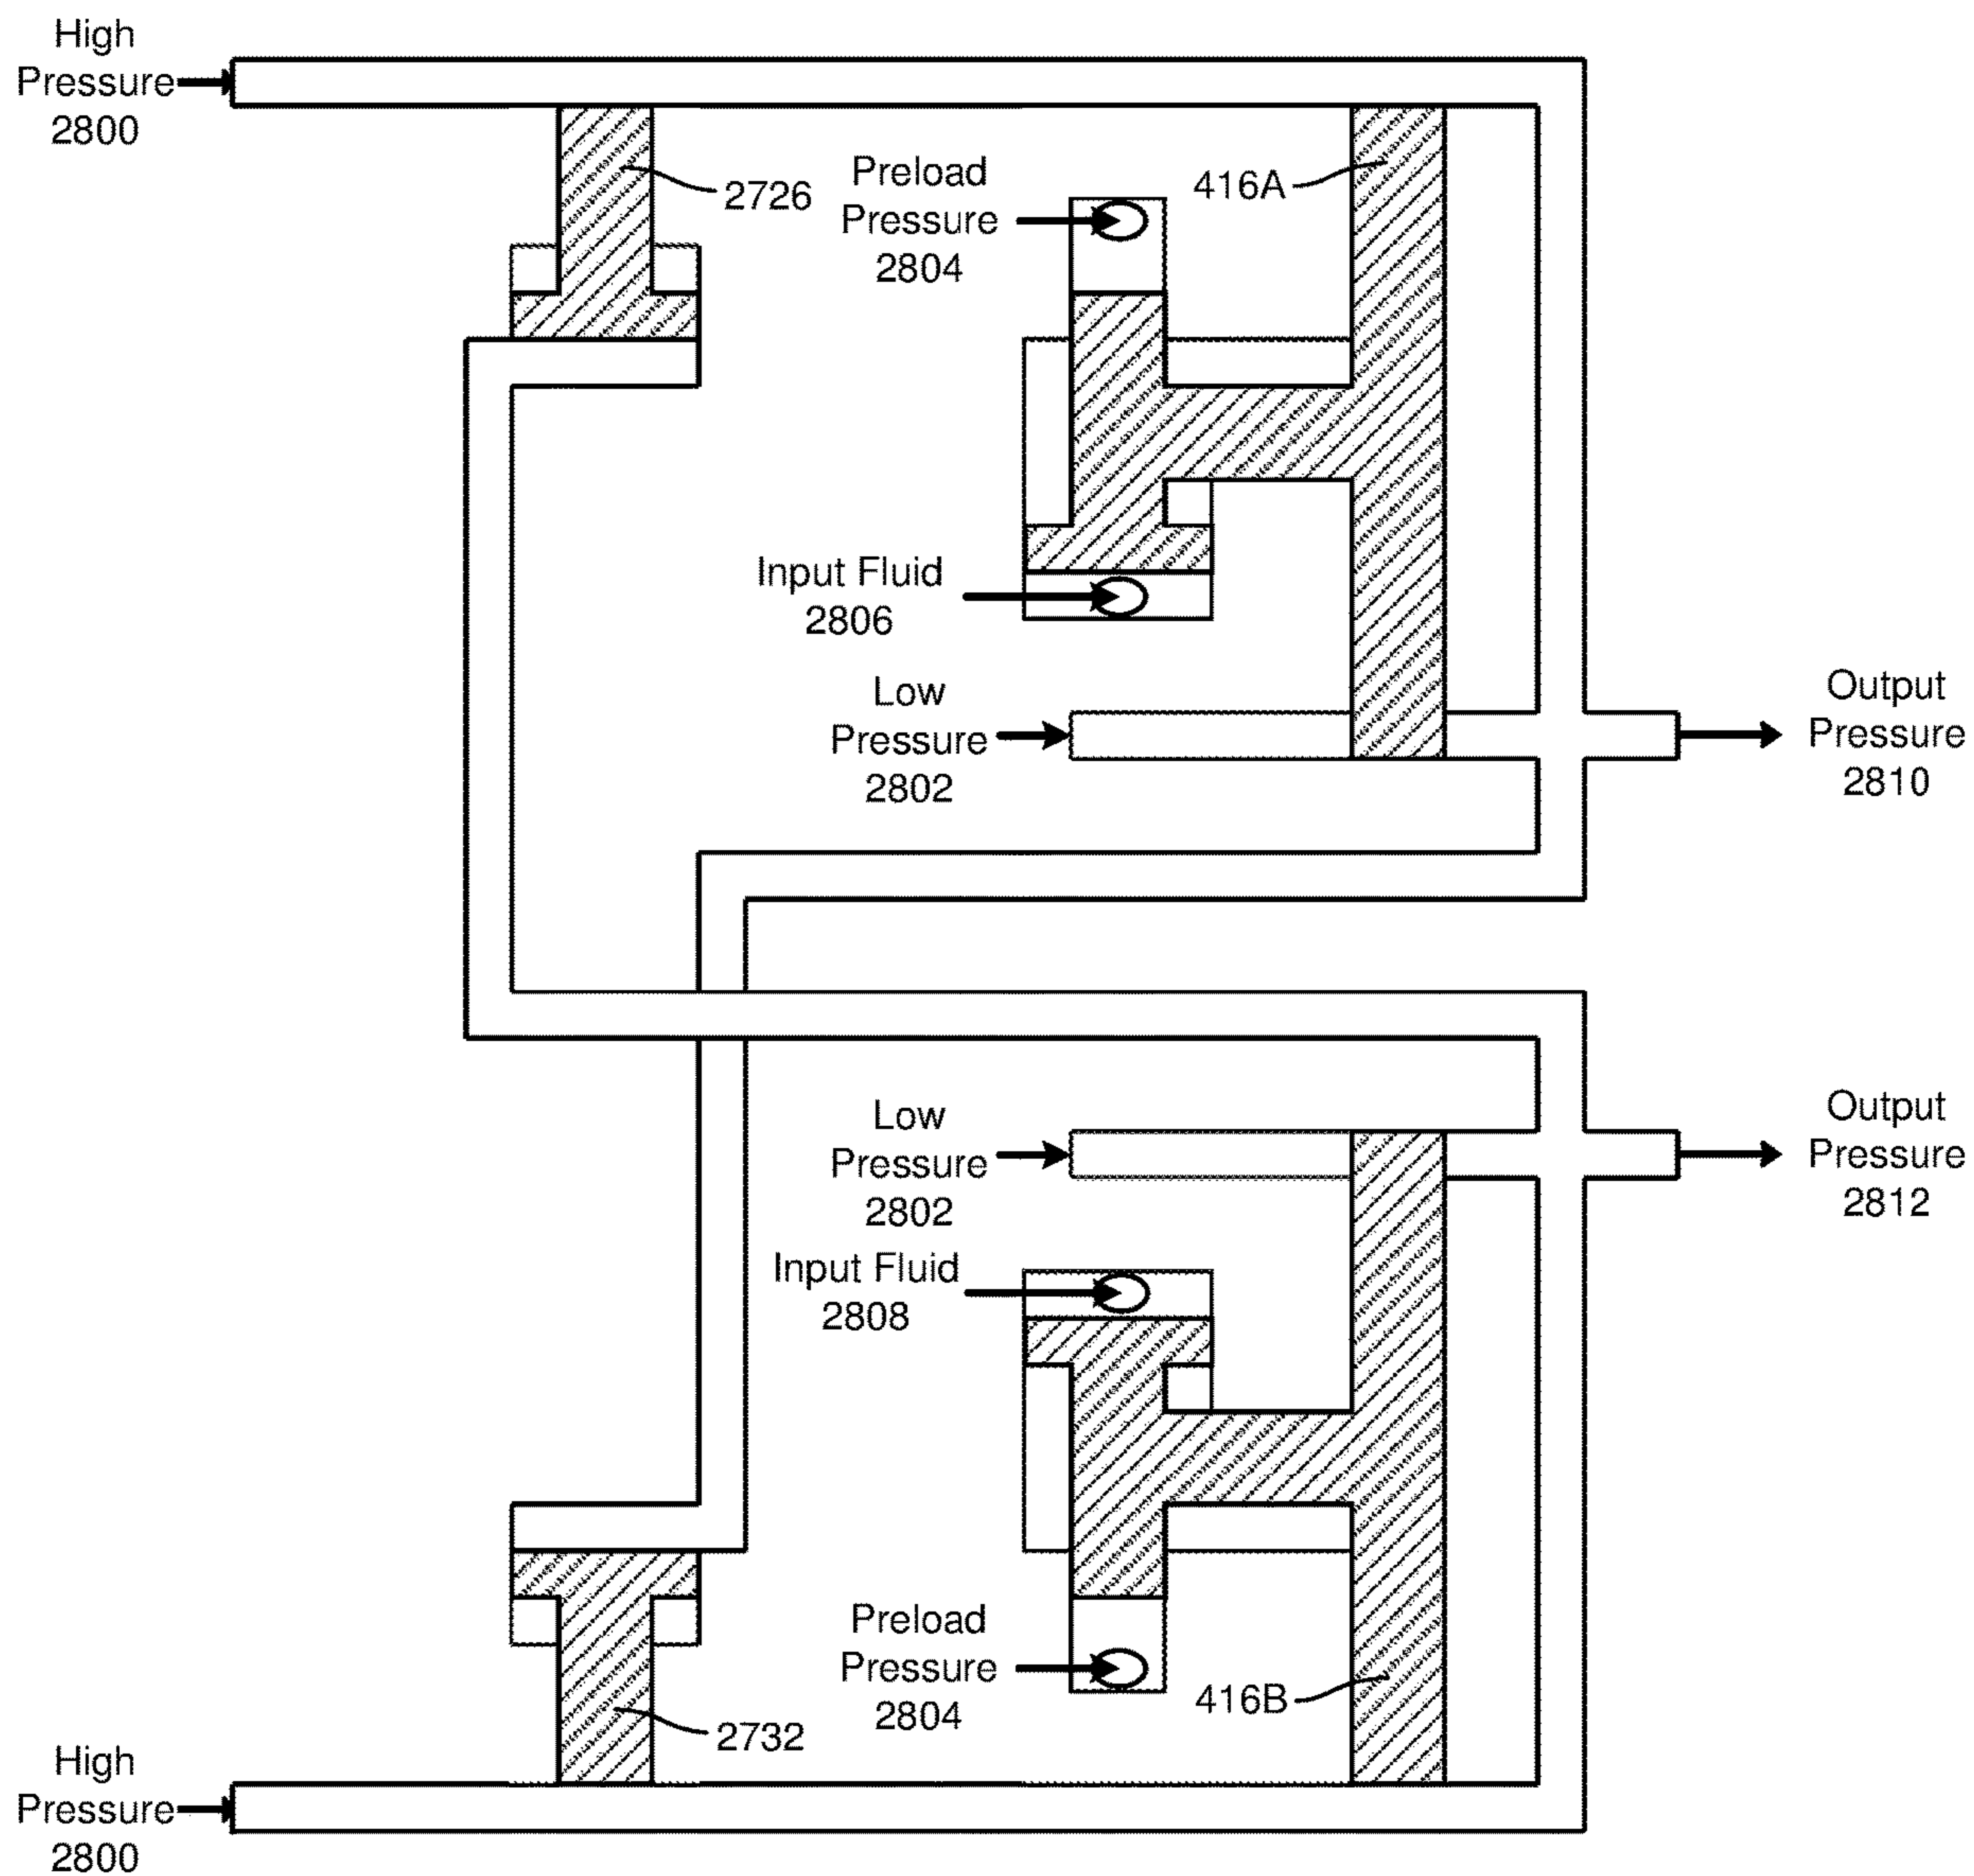 High
Pressure
2800
2726
Preload
Pressure
2804
416A
Input Fluid
2806
Low
Pressure
2802
Output
Pressure
2810
Low
Pressure
2802
Output
Pressure
2812
Input Fluid
2808
Preload
Pressure
2804
416B
2732
High
Pressure
2800